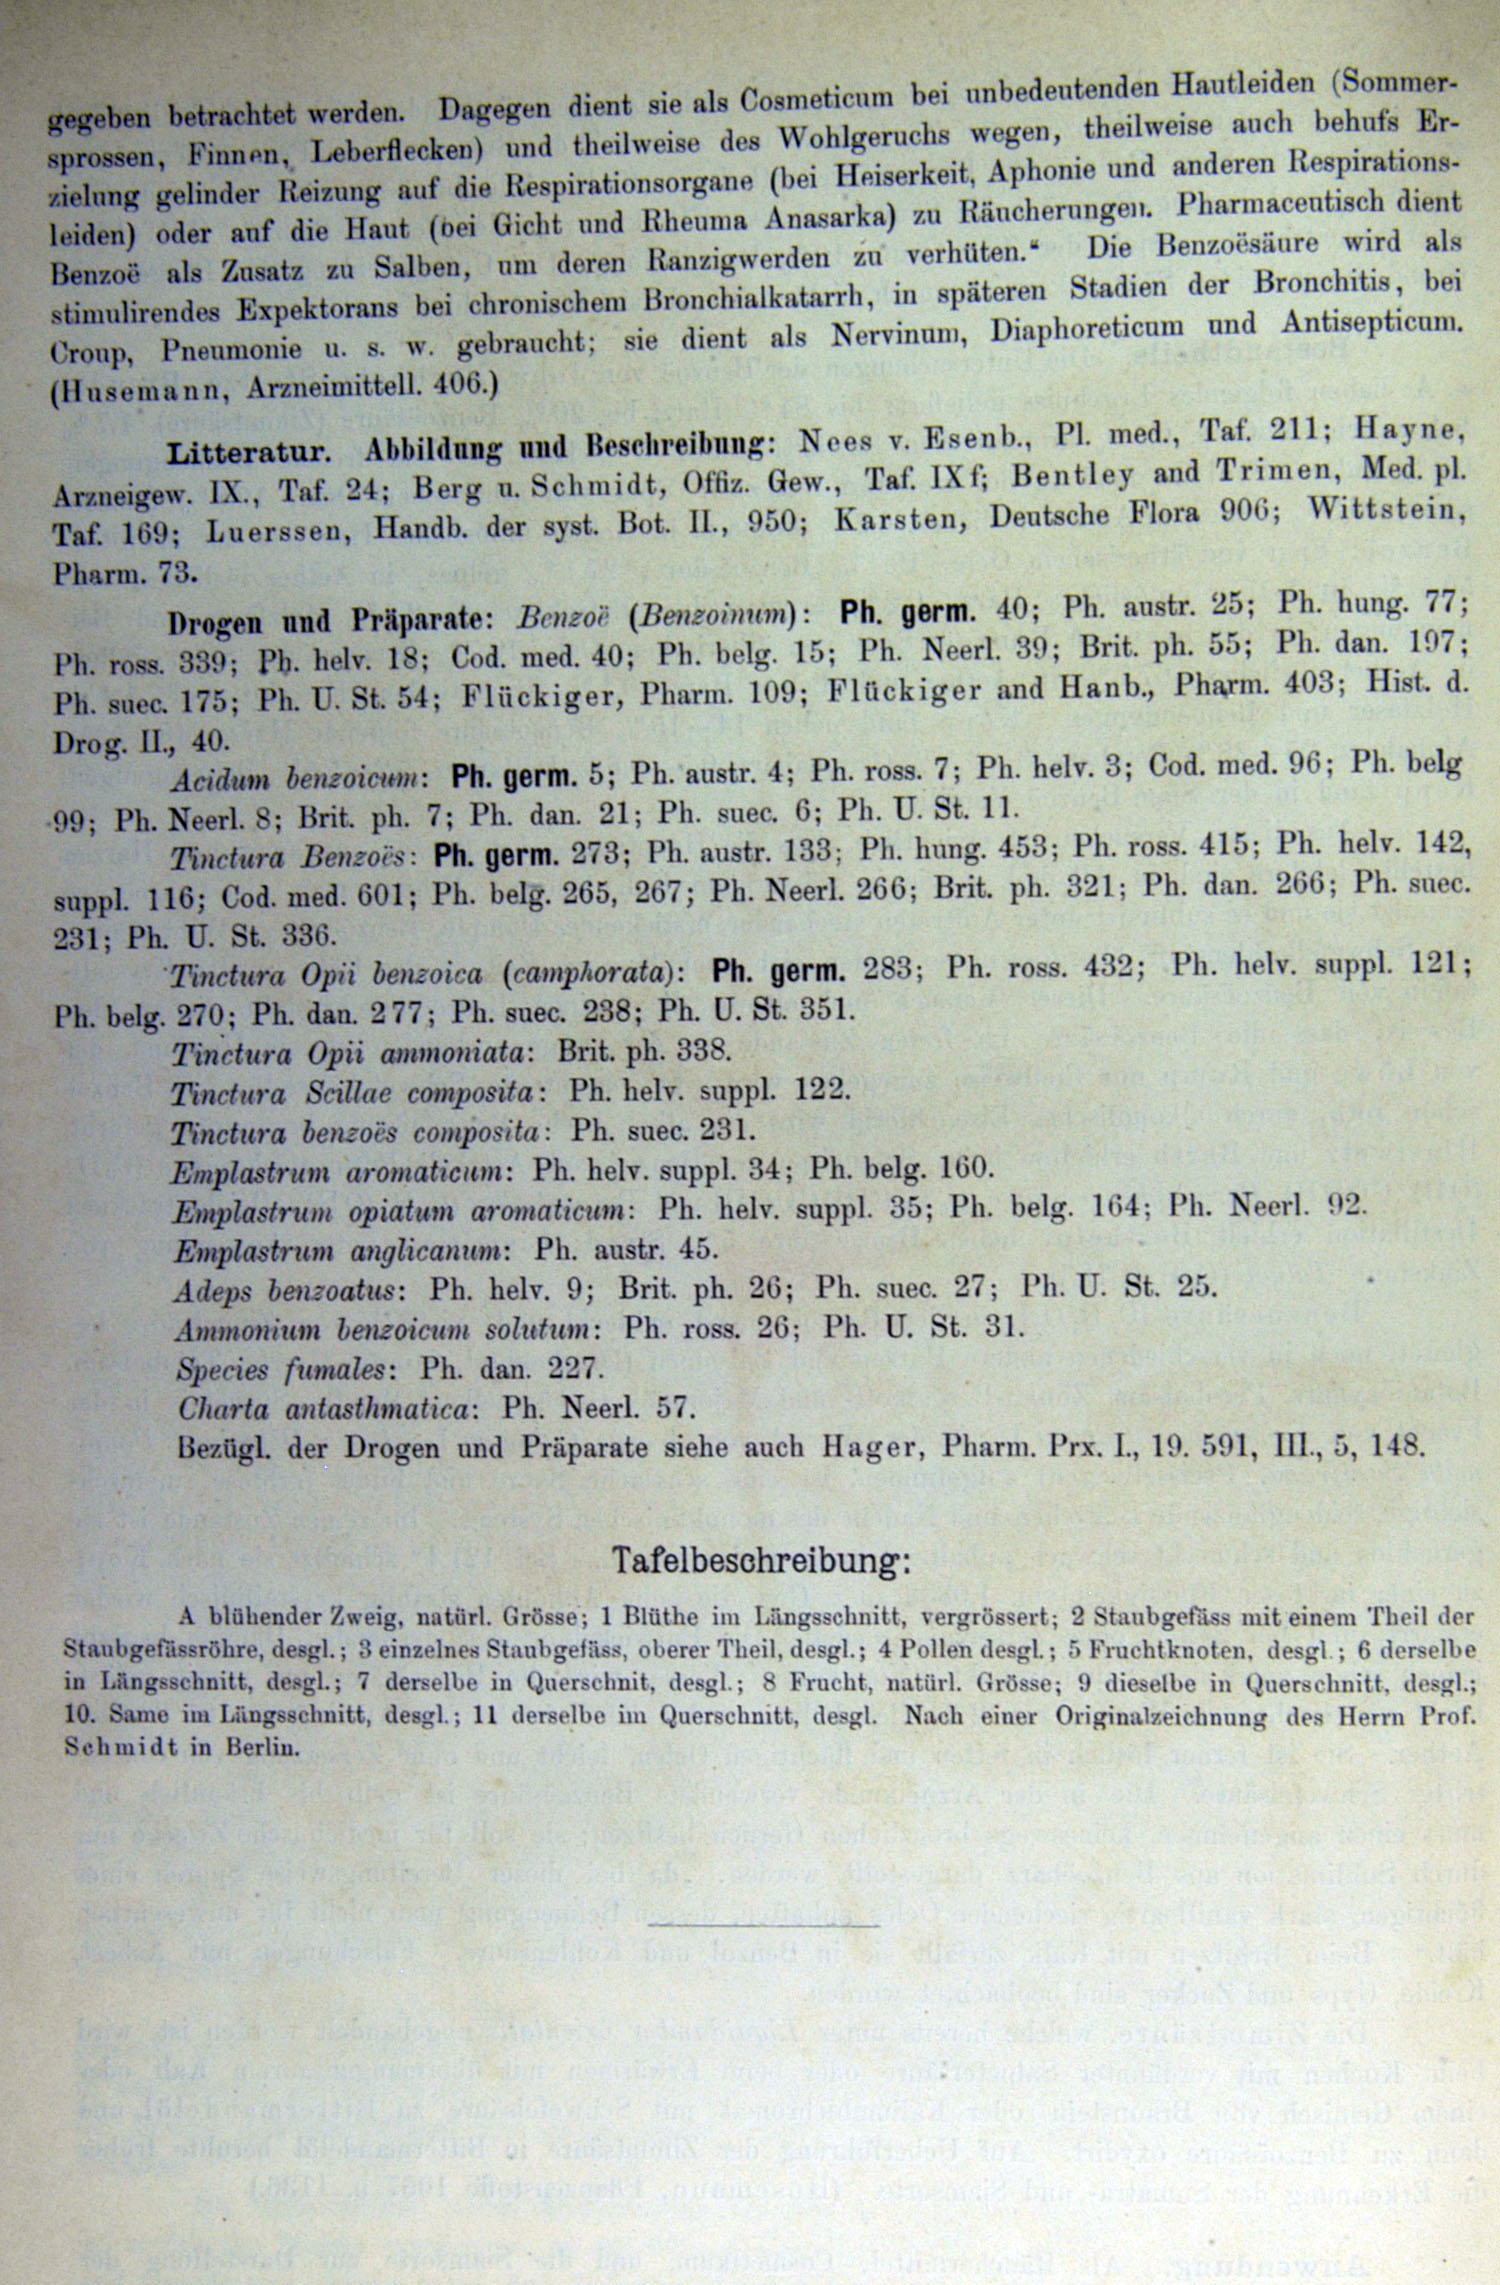 gegeben betrachtet werden. Dagegen dient sie als Cosmeticum bei unbedeutenden Hautleiden (Sommer-
sprossen, Finnen, Leberflecken) und theilweise des Wohlgeruchs wegen, theilweise auch behufs Er-
zielung gelinder Reizung auf die Respirationsorgane (bei Heiserkeit, Aphonie und anderen Respirations-
leiden) oder auf die Haut (bei Gicht und Rheuma Anasarka) zu Räucherungen. Pharmaceutisch dient
Benzoë als Zusatz zu Salben, um deren Ranzigwerden zu verhüten.“ Die Benzoësäure wird als
stimulirendes Expektorans bei chronischem Bronchialkatarrh, in späteren Stadien der Bronchitis, bei
Croup, Pneumonie u. s. w. gebraucht; sie dient als Nervinum, Diaphoreticum und Antisepticum.
(Husemann, Arzneimittell. 406.)
Litteratur. Abbildung und Beschreibung: Nees v. Esenb., Pl. med., Taf. 211; Hayne,
Arzneigew. IX., Taf. 24; Berg u. Schmidt, Offiz. Gew., Taf. IXf; Bentley and Trimen, Med. pl.
Taf. 169; Luerssen, Handb. der syst. Bot. II., 950; Karsten, Deutsche Flora 906; Wittstein,
Pharm. 73.
Drogen und Präparate: Benzoë (Benzoinum): Ph. germ. 40; Ph. austr. 25; Ph. hung. 77;
Ph. ross. 339; Ph. helv. 18; Cod. med. 40; Ph. belg. 15; Ph. Neerl. 39; Brit. ph. 55; Ph. dan. 197;
Ph. suec. 175; Ph. U. St. 54; Flückiger, Pharm. 109; Flückiger and Hanb., Pharm. 403; Hist. d.
Drog. II., 40.
Acidum benzoicum: Ph. germ. 5; Ph. austr. 4; Ph. ross. 7; Ph. helv. 3; Cod. med. 96; Ph. belg
99; Ph. Neerl. 8; Brit. ph. 7; Ph. dan. 21; Ph. suec. 6; Ph. U. St. 11.
Tinctura Benzoës: Ph. germ. 273; Ph. austr. 133; Ph. hung. 453; Ph. ross. 415; Ph. helv. 142,
suppl. 116; Cod. med. 601; Ph. belg. 265, 267; Ph. Neerl. 266; Brit. ph. 321; Ph. dan. 266; Ph. suec.
231; Ph. U. St. 336.
Tinctura Opii benzoica (camphorata): Ph. germ. 283; Ph. ross. 432; Ph. helv. suppl. 121;
Ph. belg. 270; Ph. dan. 277; Ph. suec. 238; Ph. U. St. 351.
Tinctura Opii ammoniata: Brit. ph. 338.
Tinctura Scillae composita: Ph. helv. suppl. 122.
Tinctura benzoës composita: Ph. suec. 231.
Emplastrum aromaticum: Ph. helv. suppl. 34; Ph. belg. 160.
Emplastrum opiatum aromaticum: Ph. helv. suppl. 35; Ph. belg. 164; Ph. Neerl. 92.
Emplastrum anglicanum: Ph. austr. 45.
Adeps benzoatus: Ph. helv. 9; Brit. ph. 26; Ph. suec. 27; Ph. U. St. 25.
Ammonium benzoicum solutum: Ph. ross. 26; Ph. U. St. 31.
Species fumales: Ph. dan. 227.
Charta antasthmatica: Ph. Neerl. 57.
Bezügl. der Drogen und Präparate siehe auch Hager, Pharm. Prx. I., 19. 591, III., 5, 148.
Tafelbeschreibung:
A blühender Zweig, natürl. Grösse; 1 Blüthe im Längsschnitt, vergrössert; 2 Staubgefäss mit einem Theil der
Staubgefässröhre, desgl.; 3 einzelnes Staubgefäss, oberer Theil, desgl.; 4 Pollen desgl.; 5 Fruchtknoten, desgl.; 6 derselbe
in Längsschnitt, desgl.; 7 derselbe in Querschnit, desgl.; 8 Frucht, natürl. Grösse; 9 dieselbe in Querschnitt, desgl.;
10. Same im Längsschnitt, desgl.; 11 derselbe im Querschnitt, desgl. Nach einer Originalzeichnung des Herrn Prof.
Schmidt in Berlin.